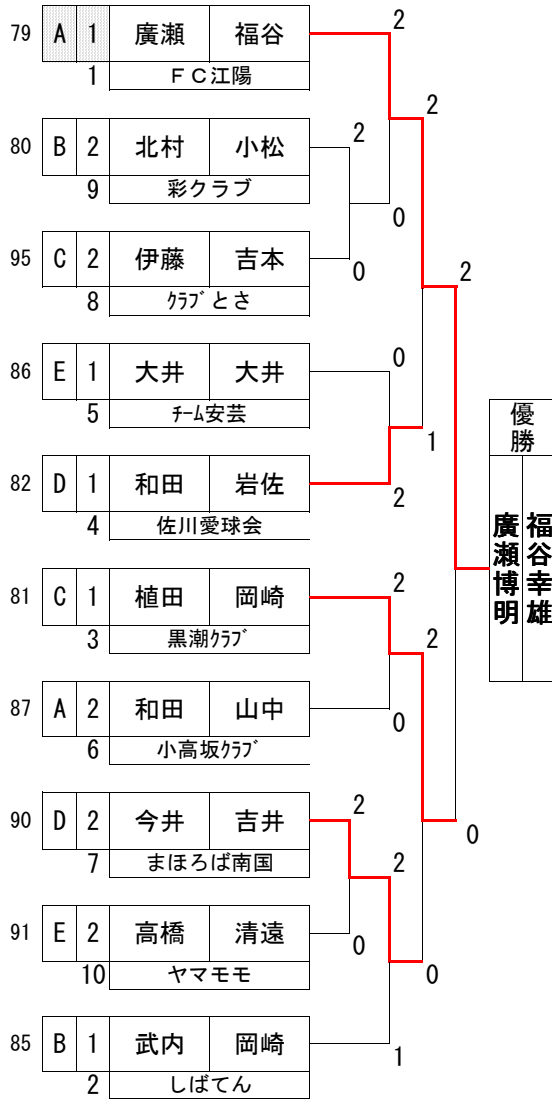 79 A 1 廣瀬 福谷 2
1 ＦＣ江陽
2
80 B 2 北村 小松 2
9 彩クラブ
0
95 C 2 伊藤 吉本 0
8 ｸﾗﾌﾞとさ
2
86 E 1 大井 大井 0
5 ﾁｰﾑ安芸
1
82 D 1 和田 岩佐 2
4 佐川愛球会
81 C 1 植田 岡崎 2
3 黒潮ｸﾗﾌﾞ
2
87 A 2 和田 山中 0
6 小高坂ｸﾗﾌﾞ
90 D 2 今井 吉井 2
7 まほろば南国
0
2
91 E 2 高橋 清遠 0
10 ヤマモモ
0
85 B 1 武内 岡崎 1
2 しばてん
優勝
福谷幸雄
廣瀬博明